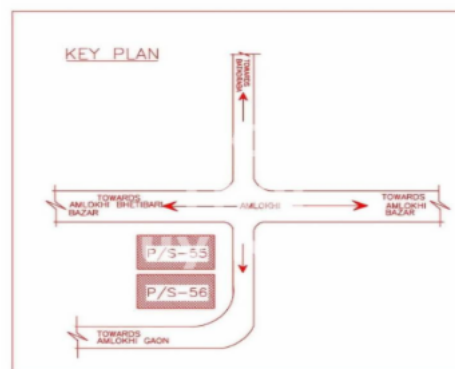 KEY PLAN
TOWARDS
AMLOKHI BHETIBARI
BAZAR
AMLOKHI
TOWARDS
AMLOKHI
BAZAR
P/S-55
P/S-56
TOWARDS
AMLOKHI GAON